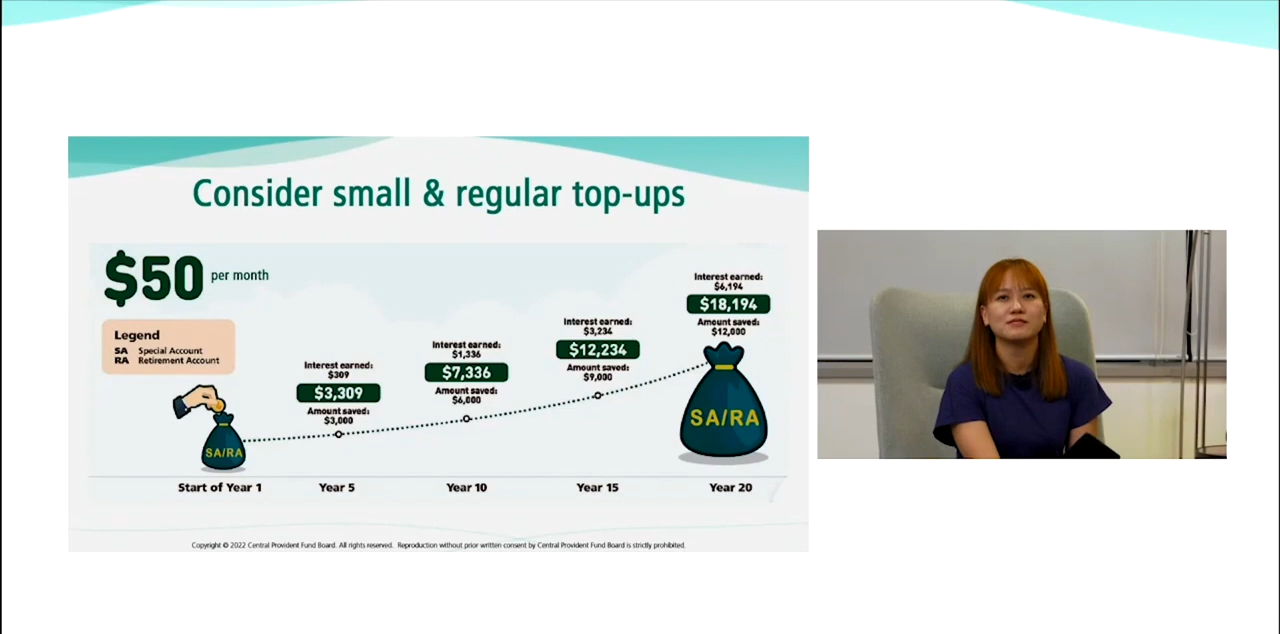 Consider small & regular top-ups
$50 per month
Legend
SA Special Account
RA Retirement Account
SA/RA
Interest earned:
$309
$3,309
Amount saved:
$3,000
Interest earned:
$1,336
$7,336
Amount saved:
$6,000
Interest earned:
$3,234
$12,234
Amount saved:
$9,000
Interest earned:
$6,194
$18,194
Amount saved:
$12,000
SA/RA
Start of Year 1 Year 5 Year 10 Year 15 Year 20
Copyright © 2022 Central Provident Fund Board. All rights reserved. Reproduction without prior written consent by Central Provident Fund Board is strictly prohibited.